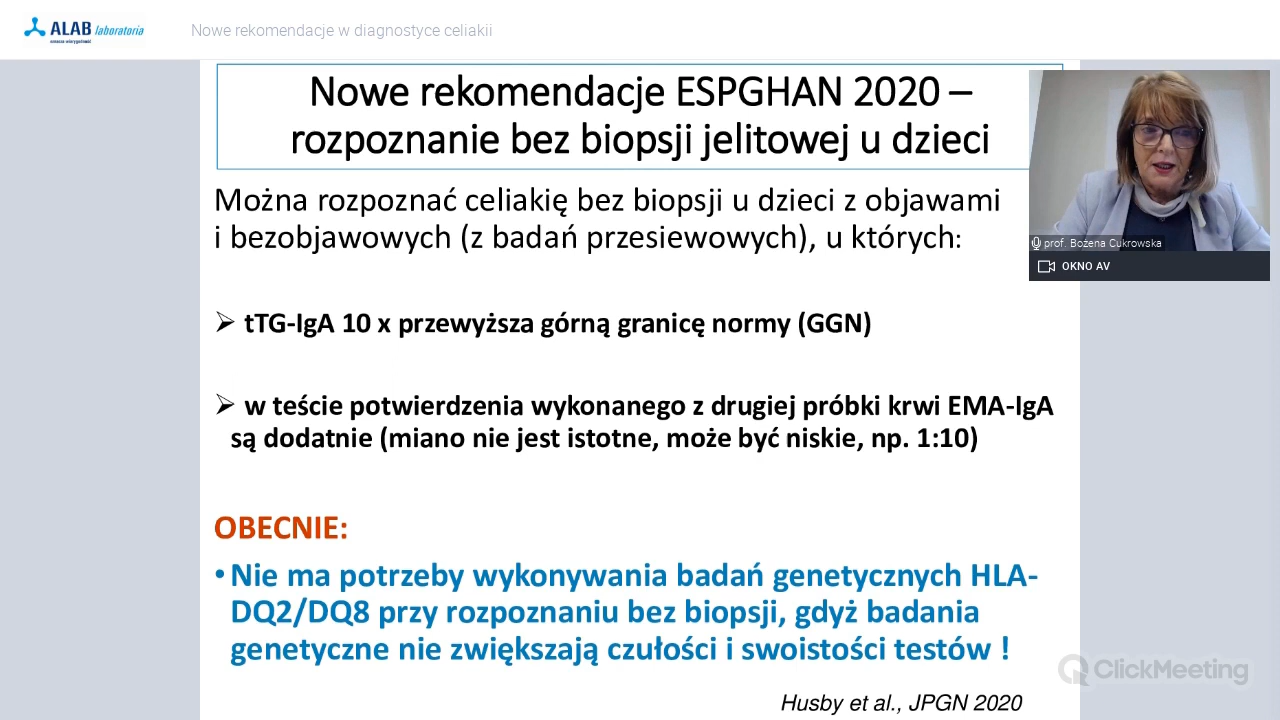 ALAB laboratoria
Nowe rekomendacje w diagnostyce celiakii
Nowe rekomendacje ESPGHAN 2020 –
rozpoznanie bez biopsji jelitowej u dzieci
Można rozpoznać celiakię bez biopsji u dzieci z objawami
i bezobjawowych (z badań przesiewowych), u których:
prof. Bożena Cukrowska
OKNO AV
➢ tTG-IgA 10 x przewyższa górną granicę normy (GGN)
➢ w teście potwierdzenia wykonanego z drugiej próbki krwi EMA-IgA
są dodatnie (miano nie jest istotne, może być niskie, np. 1:10)
OBECNIE:
• Nie ma potrzeby wykonywania badań genetycznych HLA-
DQ2/DQ8 przy rozpoznaniu bez biopsji, gdyż badania
genetyczne nie zwiększają czułości i swoistości testów !
ClickMeeting
Husby et al., JPGN 2020